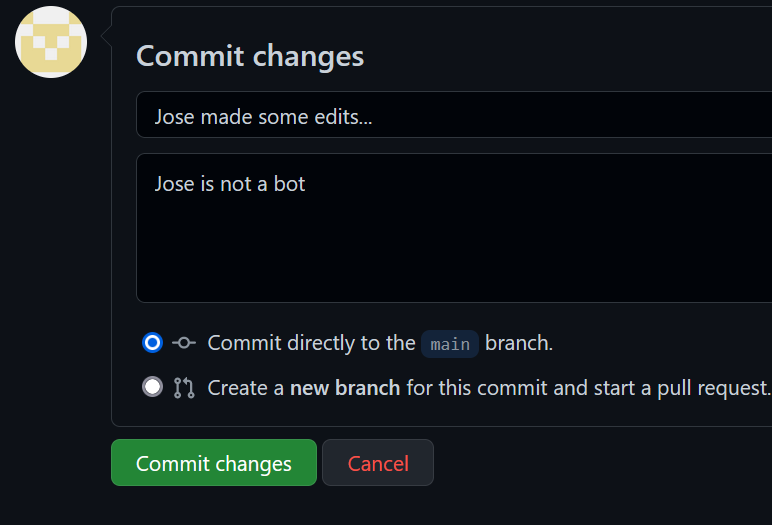 Commit changes
Jose made some edits...
Jose is not a bot
Commit directly to the main branch.
Create a new branch for this commit and start a pull request.
Commit changes
Cancel